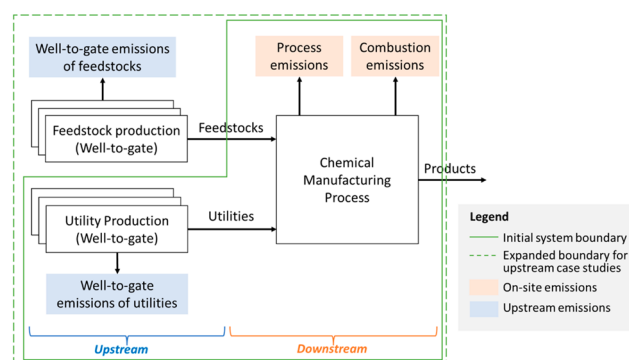 Well-to-gate emissions
of feedstocks
Process
emissions
Combustion
emissions
Feedstock production
(Well-to-gate)
Feedstocks
Chemical
Manufacturing
Process
Products
Utility Production
(Well-to-gate)
Utilities
Well-to-gate
emissions of utilities
Upstream
Downstream
Legend
Initial system boundary
Expanded boundary for
upstream case studies
On-site emissions
Upstream emissions